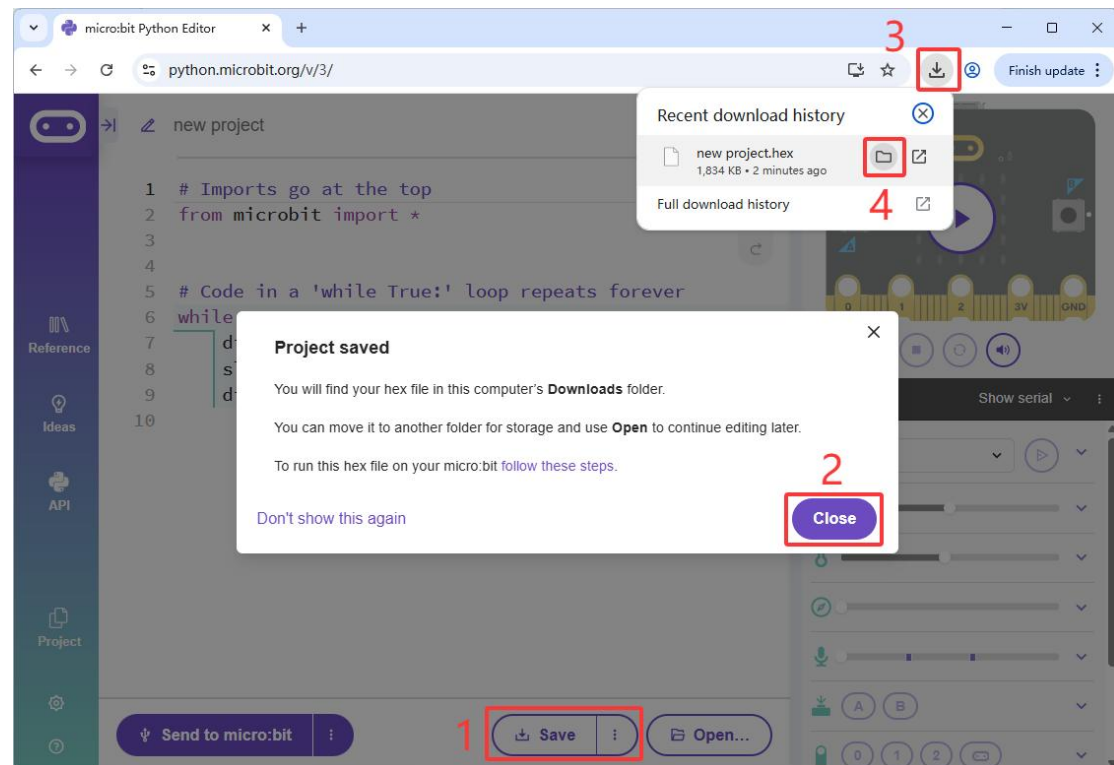 micro:bit Python Editor
python.microbit.org/v/3/
3
Finish update
new project
Recent download history
new project.hex
1,834 KB • 2 minutes ago
4
Full download history
1 # Imports go at the top
2 from microbit import *
3
4
5 # Code in a 'while True:' loop repeats forever
6 while
7 d
8 s
9 d
10
Reference
Ideas
API
Project
Project saved
You will find your hex file in this computer's Downloads folder.
You can move it to another folder for storage and use Open to continue editing later.
To run this hex file on your micro:bit follow these steps.
2
Don't show this again
Close
0 1 2 3V GND
Show serial
A B
0 1 2
1
Send to micro:bit
Save
Open...